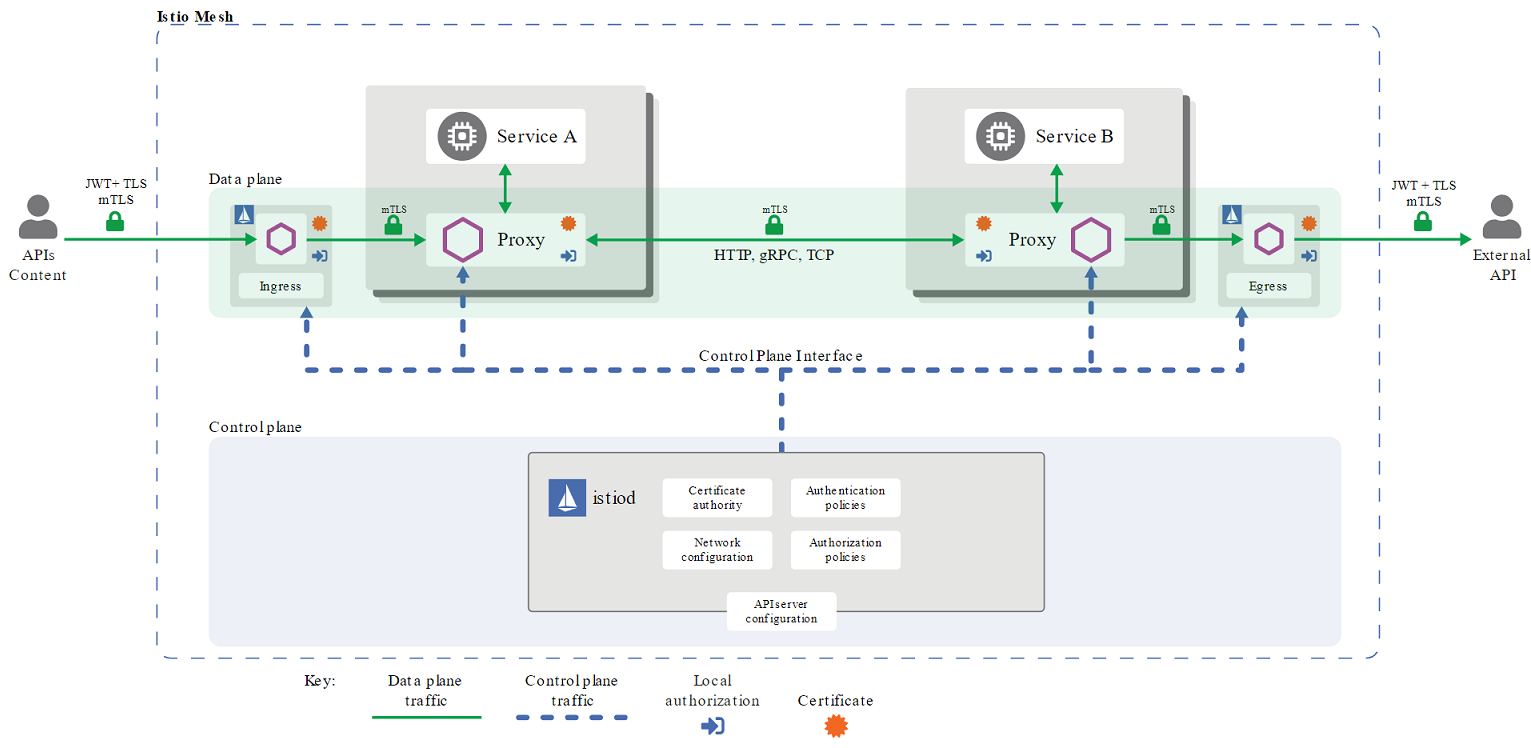 Istio Mesh
Service A
Service B
Data plane
JWT+ TLS
mTLS
JWT + TLS
mTLS
mTLS
mTLS
mTLS
Proxy
Proxy
HTTP, gRPC, TCP
APIs
Content
External
API
Ingress
Egress
Control Plane Interface
Control plane
istiod
Certificate
authority
Authentication
policies
Network
configuration
Authorization
policies
API server
configuration
Key:
Data plane
traffic
Control plane
traffic
Local
authorization
Certificate